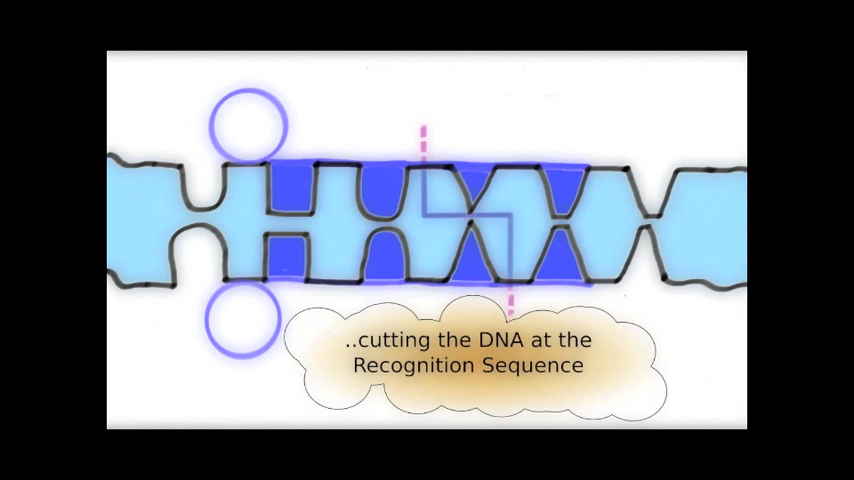 ..cutting the DNA at the
Recognition Sequence